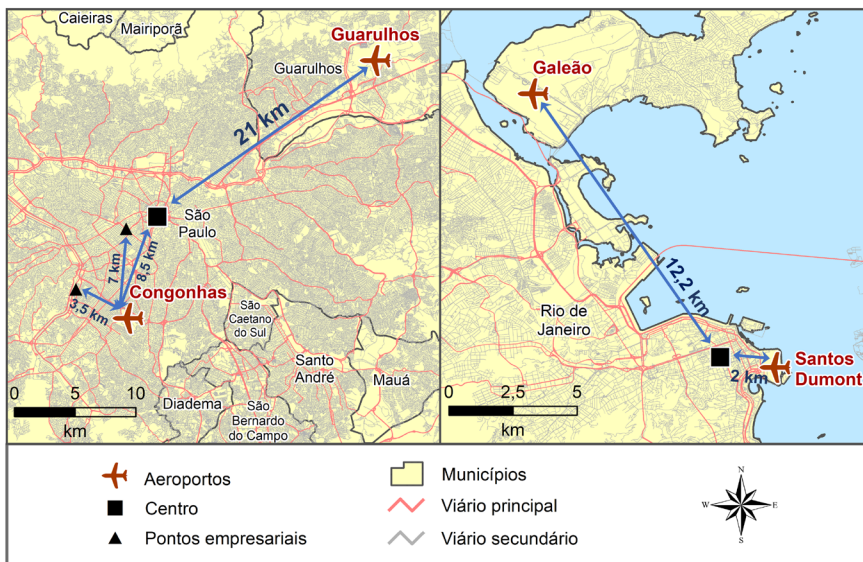 Caieiras
Mairiporã
Guarulhos
Guarulhos
21 km
São
Paulo
7 km
8,5 km
Congonhas
3,5 km
São
Caetano
do Sul
Santo
André
Mauá
Diadema
São
Bernardo
do Campo
0 5 10
km
Galeão
12,2 km
Rio de
Janeiro
Santos
Dumont
2 km
0 2,5 5
km
Aeroportos
Centro
Pontos empresariais
Municípios
Viário principal
Viário secundário
N
W E
S